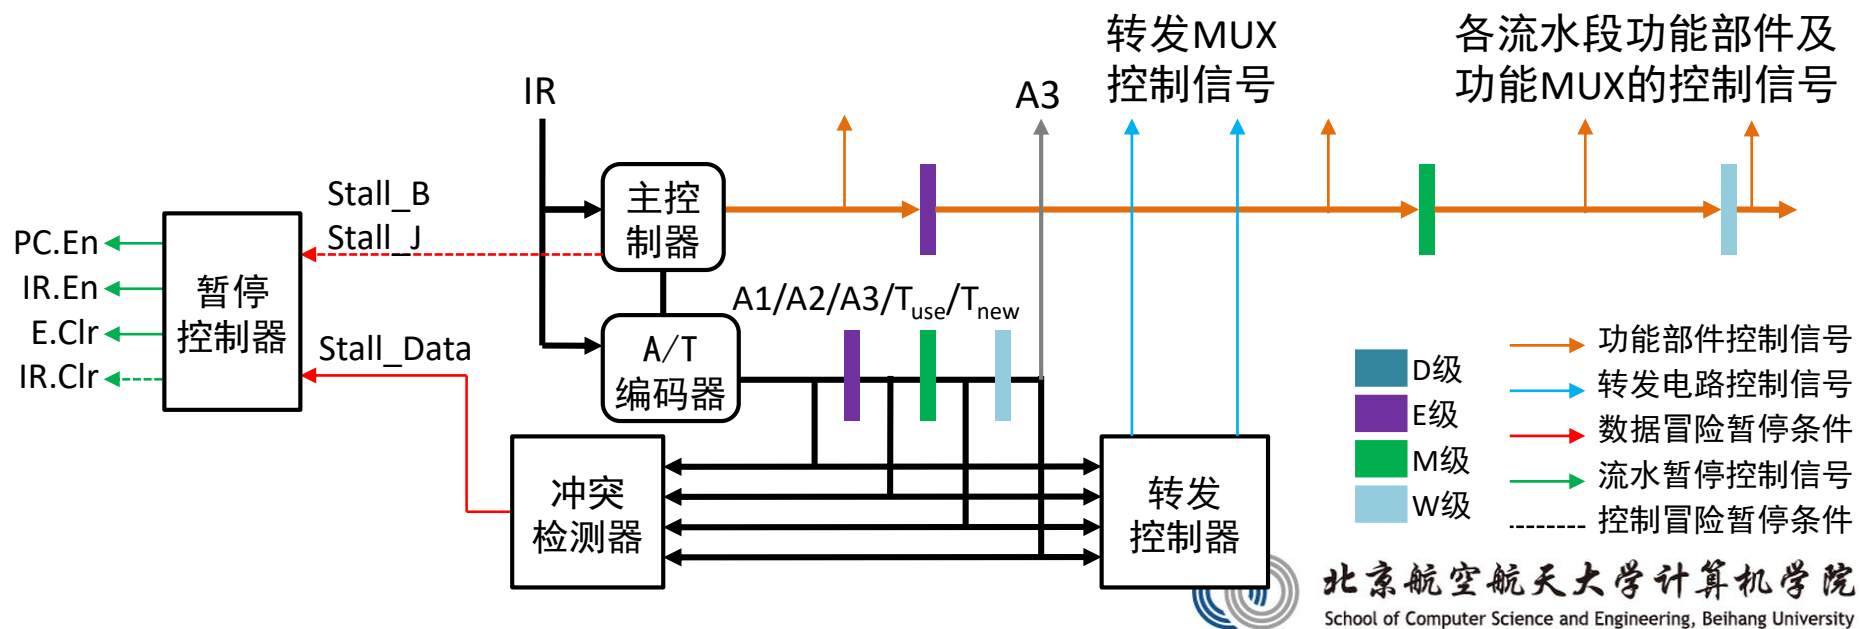 转发MUX
控制信号
各流水段功能部件及
功能MUX的控制信号
IR
A3
Stall_B
Stall_J
主控
制器
PC.En
IR.En
E.Clr
IR.Clr
暂停
控制器
A1/A2/A3/Tuse/Tnew
Stall_Data
A/T
编码器
冲突
检测器
转发
控制器
D级
E级
M级
W级
功能部件控制信号
转发电路控制信号
数据冒险暂停条件
流水暂停控制信号
控制冒险暂停条件
北京航空航天大学计算机学院
School of Computer Science and Engineering, Beihang University